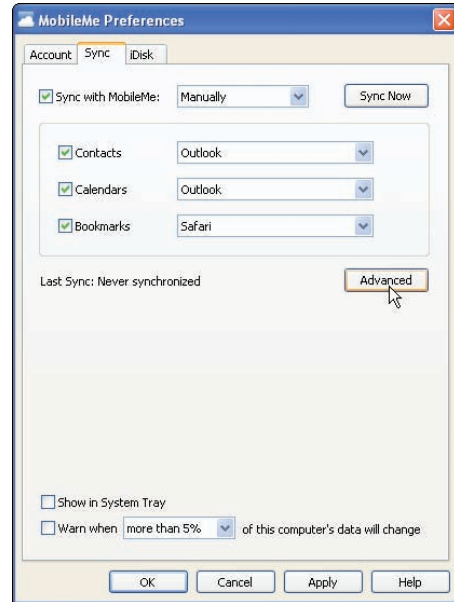 MobileMe Preferences
Account Sync iDisk
Sync with MobileMe: Manually Sync Now
Contacts Outlook
Calendars Outlook
Bookmarks Safari
Last Sync: Never synchronized Advanced
Show in System Tray
Warn when more than 5% of this computer's data will change
OK Cancel Apply Help